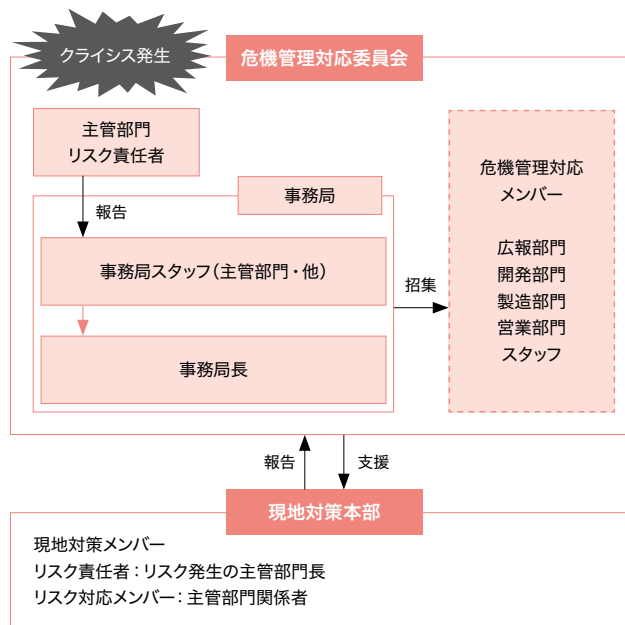 クライシス発生
危機管理対応委員会
主管部門
リスク責任者
報告
事務局
事務局スタッフ(主管部門・他)
事務局長
招集
危機管理対応
メンバー
広報部門
開発部門
製造部門
営業部門
スタッフ
報告
支援
現地対策本部
現地対策メンバー
リスク責任者：リスク発生の主管部門長
リスク対応メンバー：主管部門関係者